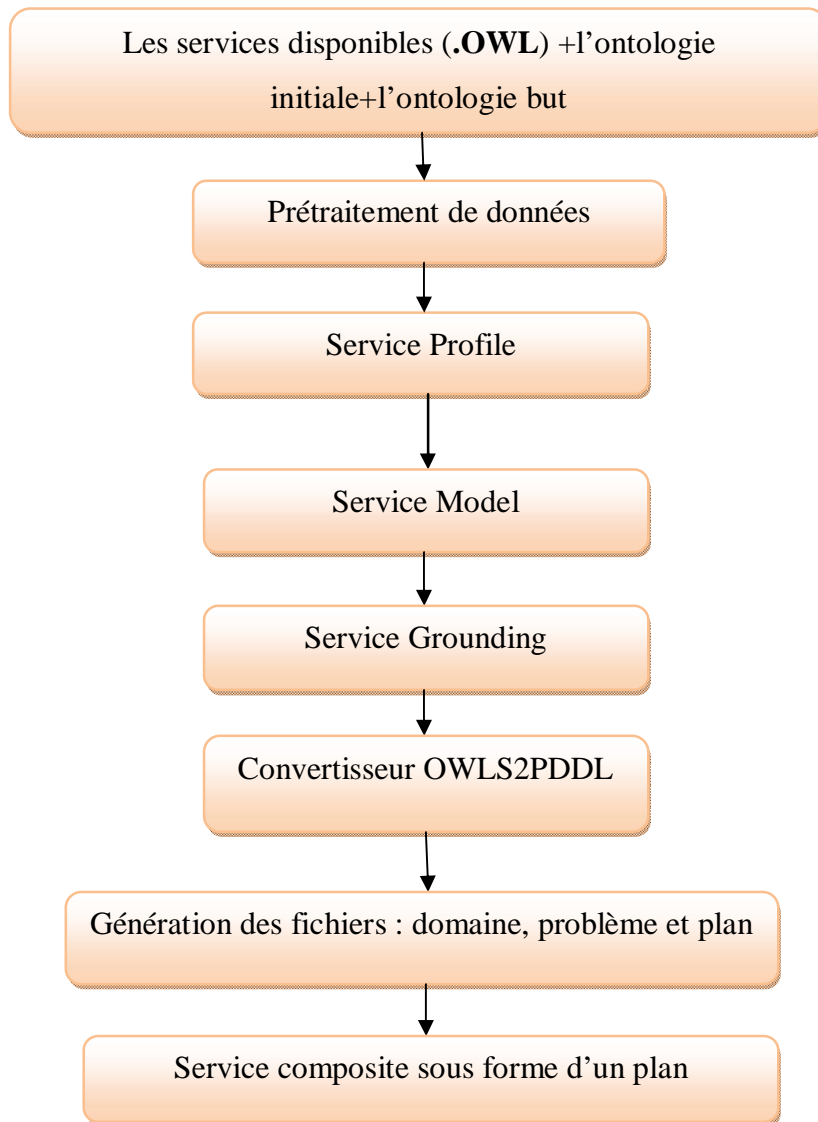 Les services disponibles (.OWL) +l'ontologie
initiale+l'ontologie but
Prétraitement de données
Service Profile
Service Model
Service Grounding
Convertisseur OWLS2PDDL
Génération des fichiers : domaine, problème et plan
Service composite sous forme d'un plan